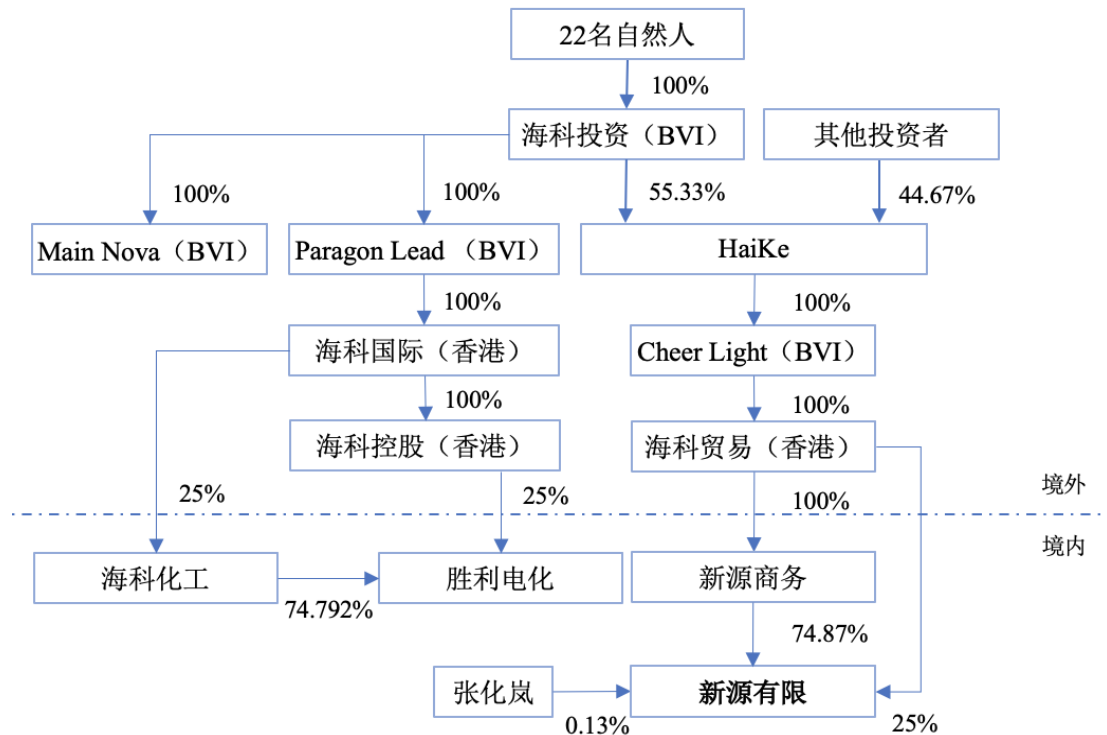 22名自然人
100%
海科投资（BVI）
其他投资者
100%
100%
55.33%
44.67%
Main Nova（BVI）
Paragon Lead （BVI）
HaiKe
100%
100%
海科国际（香港）
Cheer Light（BVI）
100%
100%
海科控股（香港）
海科贸易（香港）
25%
25%
100%
境外
境内
海科化工
胜利电化
新源商务
74.792%
74.87%
张化岚
新源有限
0.13%
25%